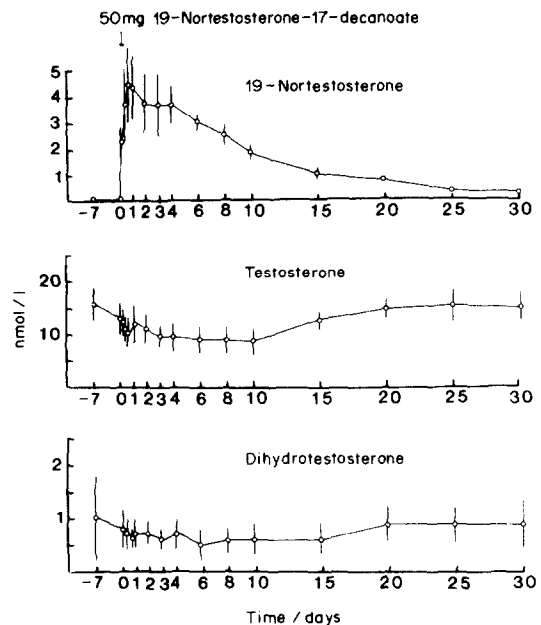 50mg 19-Nortestosterone-17-decanoate
19-Nortestosterone
5
4
3
2
1
-7 0 1 2 3 4 6 8 10 15 20 25 30
Testosterone
20
10
nmol / l
-7 0 1 2 3 4 6 8 10 15 20 25 30
Dihydrotestosterone
2
1
-7 0 1 2 3 4 6 8 10 15 20 25 30
Time / days